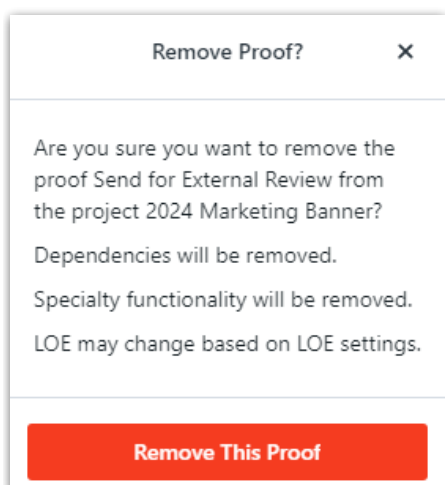 Remove Proof? ×
Are you sure you want to remove the
proof Send for External Review from
the project 2024 Marketing Banner?
Dependencies will be removed.
Specialty functionality will be removed.
LOE may change based on LOE settings.
Remove This Proof